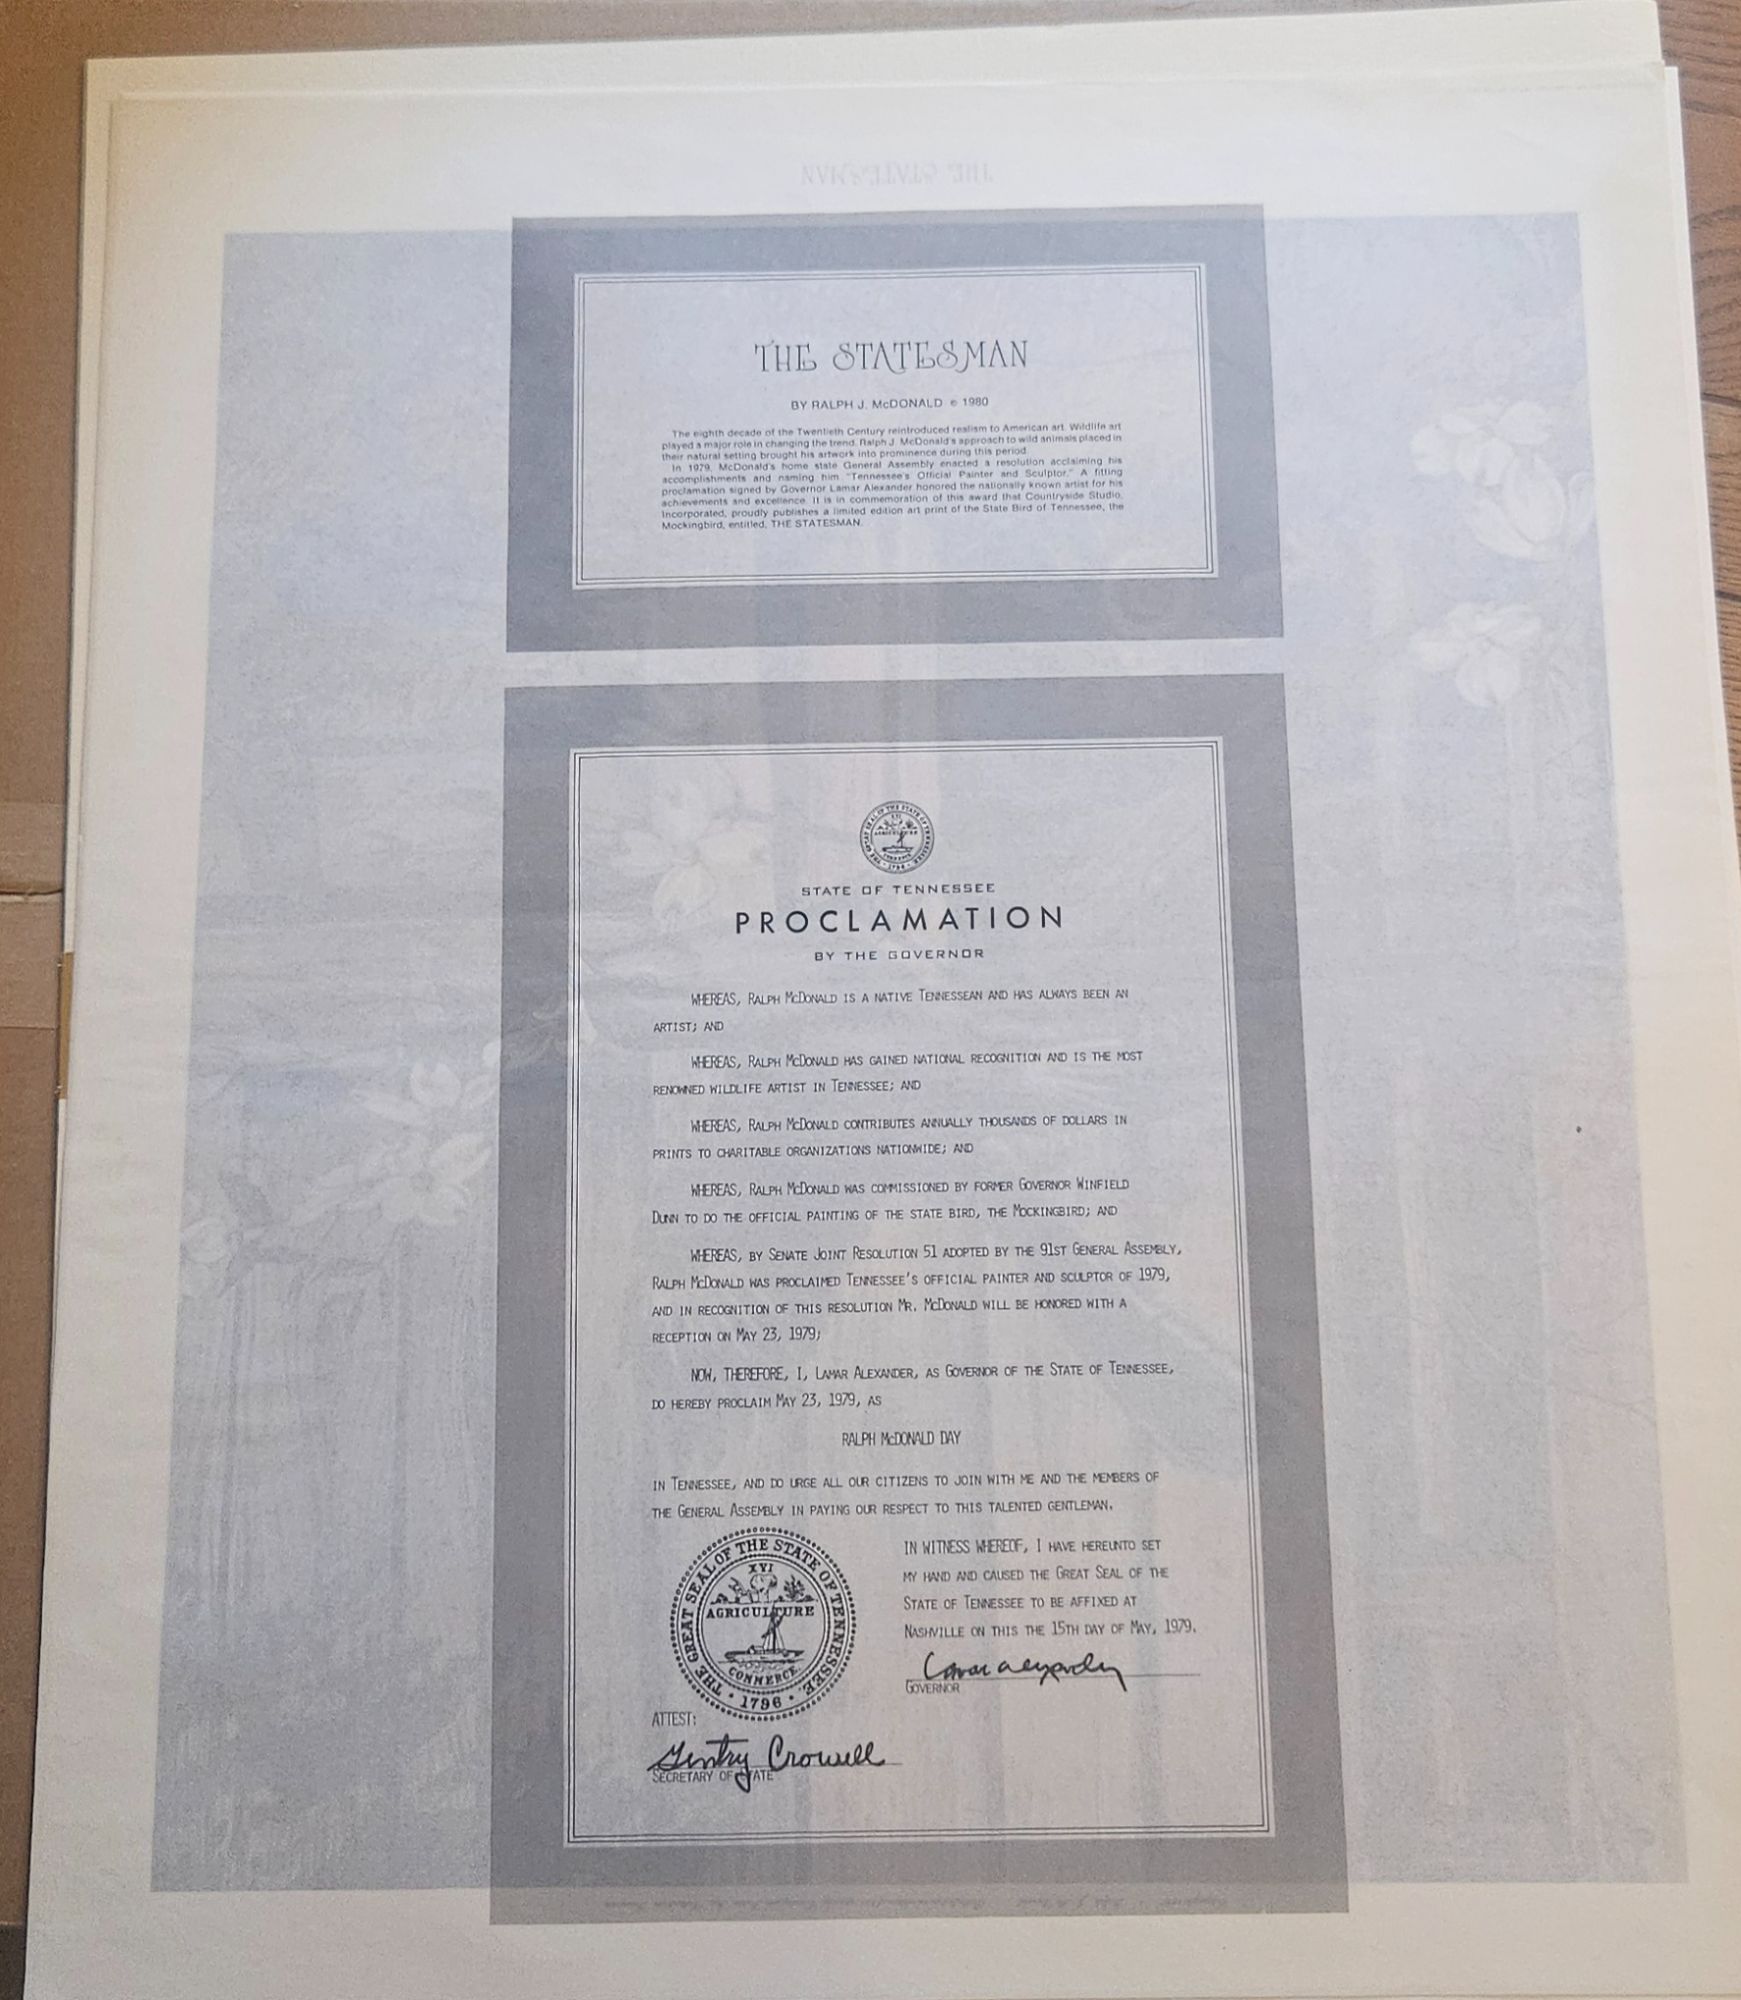 THE STATESMAN
THE STATESMAN
BY RALPH J. McDONALD © 1980
The eighth decade of the Twentieth Century reintroduced realism to American art. Wildlife art
played a major role in changing the trend. Ralph J. McDonald's approach to wild animals placed in
their natural setting brought his artwork into prominence during this period.
In 1979, McDonald's home state General Assembly enacted a resolution acclaiming his
accomplishments and naming him "Tennessee's Official Painter and Sculptor." A fitting
proclamation signed by Governor Lamar Alexander honored the nationally known artist for his
achievements and excellence. It is in commemoration of this award that Countryside Studio,
Incorporated, proudly publishes a limited edition art print of the State Bird of Tennessee, the
Mockingbird, entitled, THE STATESMAN.
THE GREAT SEAL OF THE STATE OF TENNESSEE
XVI
AGRICULTURE
COMMERCE
1796
STATE OF TENNESSEE
PROCLAMATION
BY THE GOVERNOR
WHEREAS, RALPH McDONALD IS A NATIVE TENNESSEAN AND HAS ALWAYS BEEN AN
ARTIST; AND
WHEREAS, RALPH McDONALD HAS GAINED NATIONAL RECOGNITION AND IS THE MOST
RENOWNED WILDLIFE ARTIST IN TENNESSEE; AND
WHEREAS, RALPH McDONALD CONTRIBUTES ANNUALLY THOUSANDS OF DOLLARS IN
PRINTS TO CHARITABLE ORGANIZATIONS NATIONWIDE; AND
WHEREAS, RALPH McDONALD WAS COMMISSIONED BY FORMER GOVERNOR WINFIELD
DUNN TO DO THE OFFICIAL PAINTING OF THE STATE BIRD, THE MOCKINGBIRD; AND
WHEREAS, BY SENATE JOINT RESOLUTION 51 ADOPTED BY THE 91ST GENERAL ASSEMBLY,
RALPH McDONALD WAS PROCLAIMED TENNESSEE'S OFFICIAL PAINTER AND SCULPTOR OF 1979,
AND IN RECOGNITION OF THIS RESOLUTION MR. McDONALD WILL BE HONORED WITH A
RECEPTION ON MAY 23, 1979;
NOW, THEREFORE, I, LAMAR ALEXANDER, AS GOVERNOR OF THE STATE OF TENNESSEE,
DO HEREBY PROCLAIM MAY 23, 1979, AS
RALPH McDONALD DAY
IN TENNESSEE, AND DO URGE ALL OUR CITIZENS TO JOIN WITH ME AND THE MEMBERS OF
THE GENERAL ASSEMBLY IN PAYING OUR RESPECT TO THIS TALENTED GENTLEMAN.
THE GREAT SEAL OF THE STATE OF TENNESSEE
XVI
AGRICULTURE
COMMERCE
1796
IN WITNESS WHEREOF, I HAVE HEREUNTO SET
MY HAND AND CAUSED THE GREAT SEAL OF THE
STATE OF TENNESSEE TO BE AFFIXED AT
NASHVILLE ON THIS THE 15TH DAY OF MAY, 1979.
Lamar Alexander
GOVERNOR
ATTEST:
Gentry Crowell
SECRETARY OF STATE